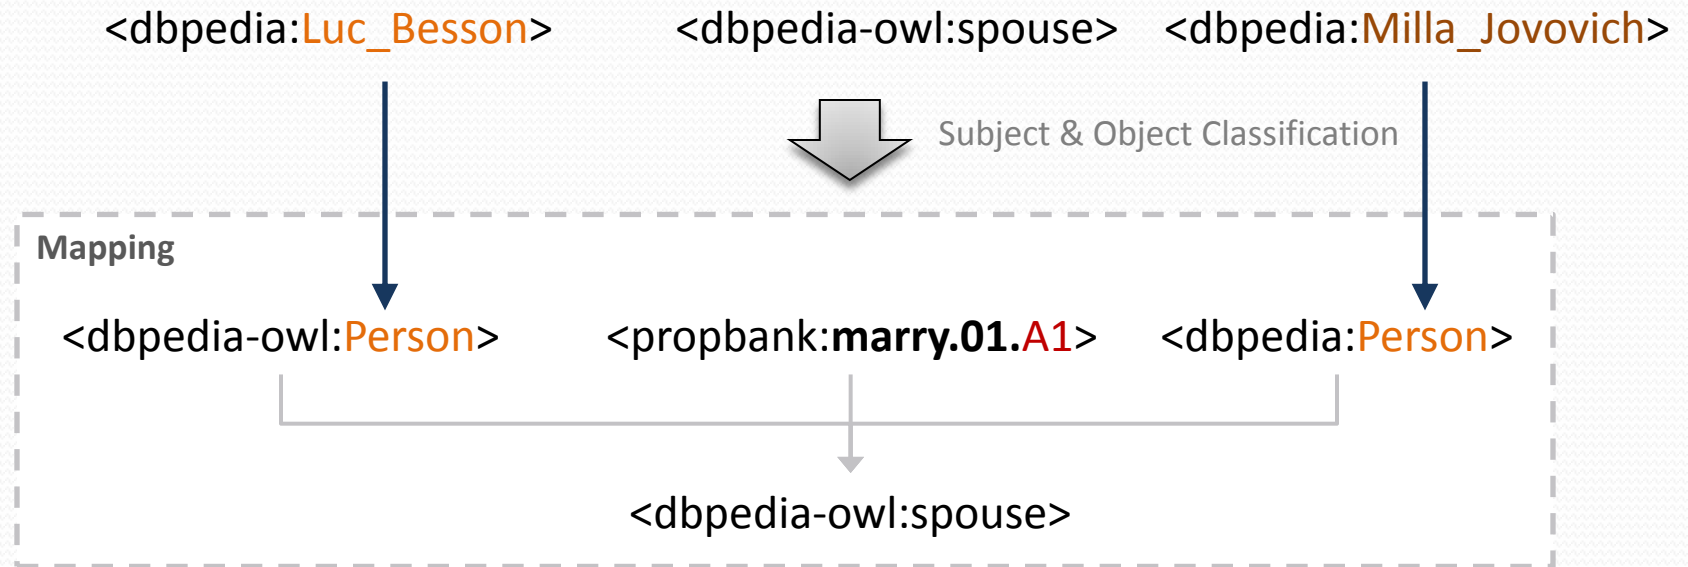 <dbpedia:Luc_Besson> <dbpedia-owl:spouse> <dbpedia:Milla_Jovovich>
Subject & Object Classification
Mapping
<dbpedia-owl:Person> <propbank:marry.01.A1> <dbpedia:Person>
<dbpedia-owl:spouse>